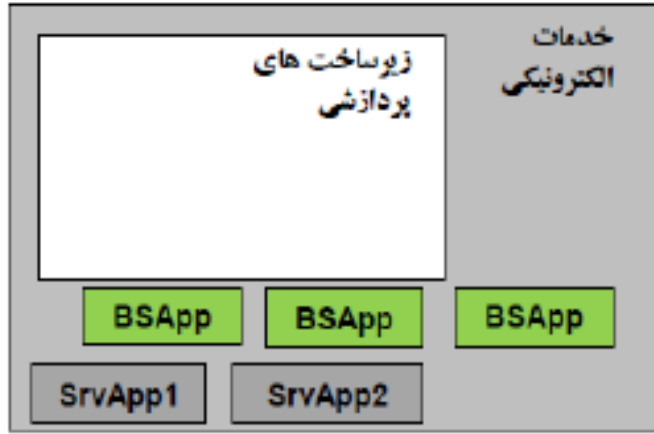 خدمات
الکترونیکی
زیرساخت های
پردازشی
BSApp
BSApp
BSApp
SrvApp1
SrvApp2